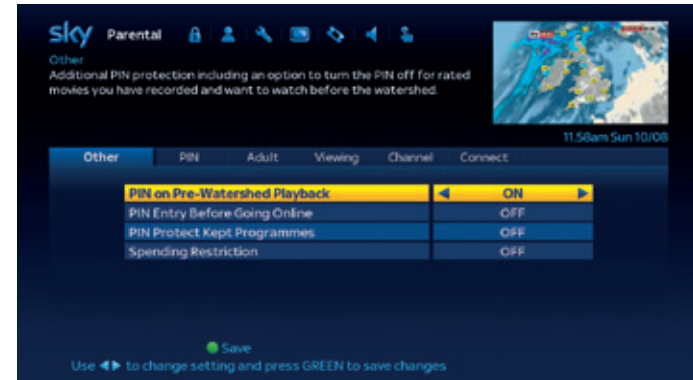 sky Parental
Other
Additional PIN protection including an option to turn the PIN off for rated
movies you have recorded and want to watch before the watershed.
11.58am Sun 10/08
Other PIN Adult Viewing Channel Connect
PIN on Pre-Watershed Playback ON
PIN Entry Before Going Online OFF
PIN Protect Kept Programmes OFF
Spending Restriction OFF
Save
Use ◀▶ to change setting and press GREEN to save changes